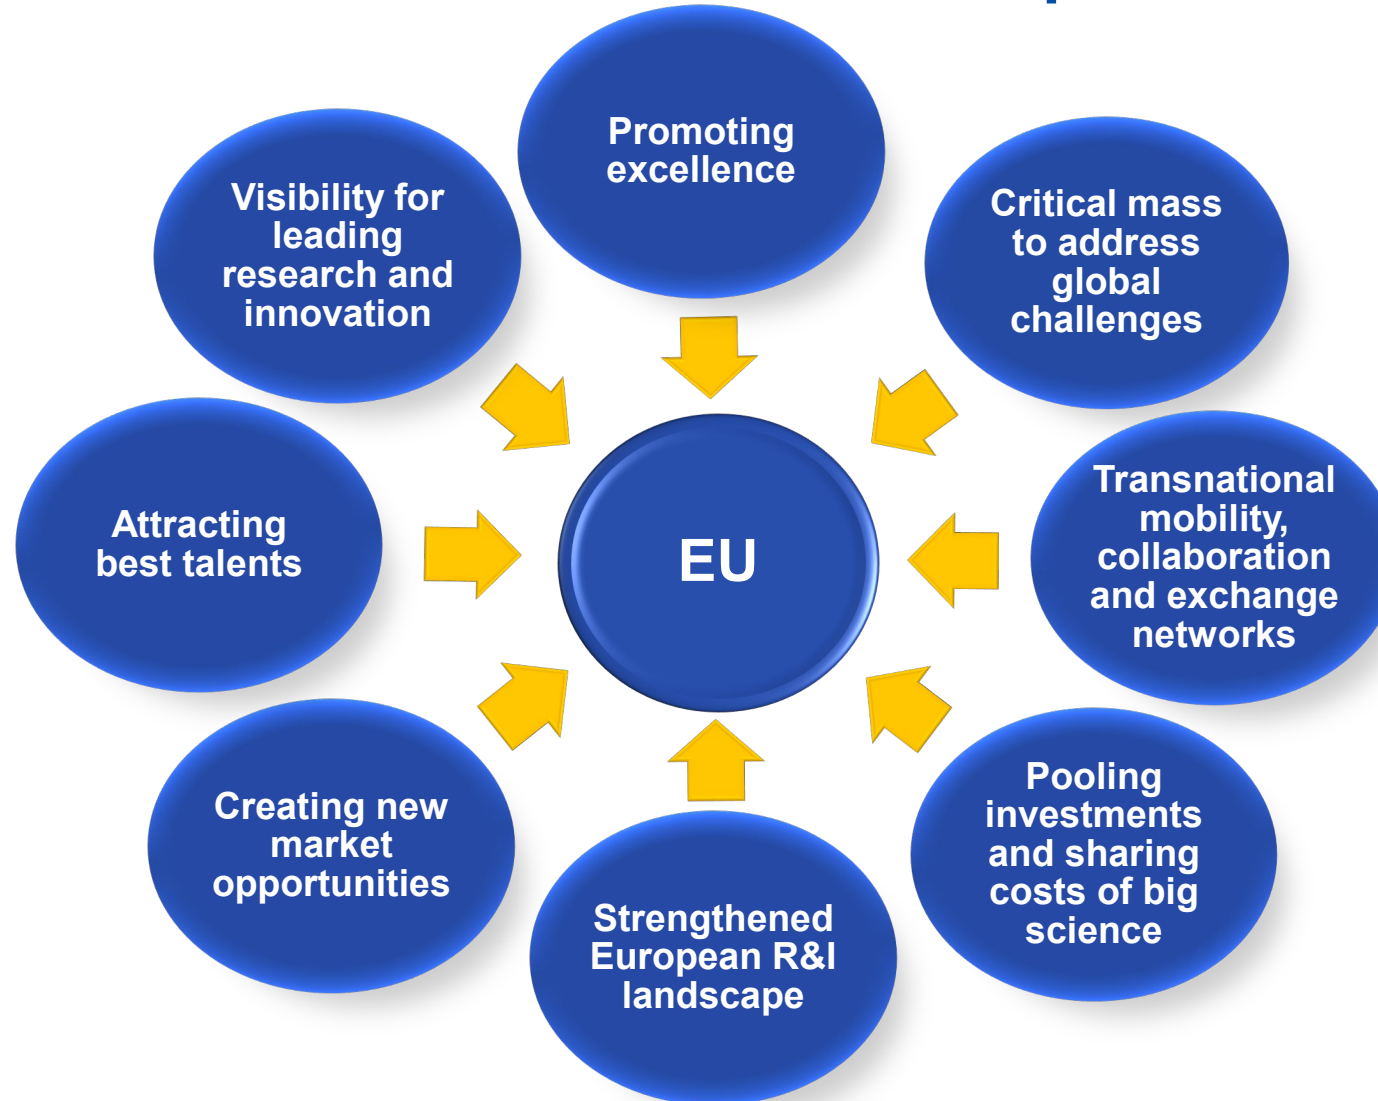 Promoting
excellence
Critical mass
to address
global
challenges
Transnational
mobility,
collaboration
and exchange
networks
Pooling
investments
and sharing
costs of big
science
Strengthened
European R&I
landscape
Creating new
market
opportunities
Attracting
best talents
Visibility for
leading
research and
innovation
EU